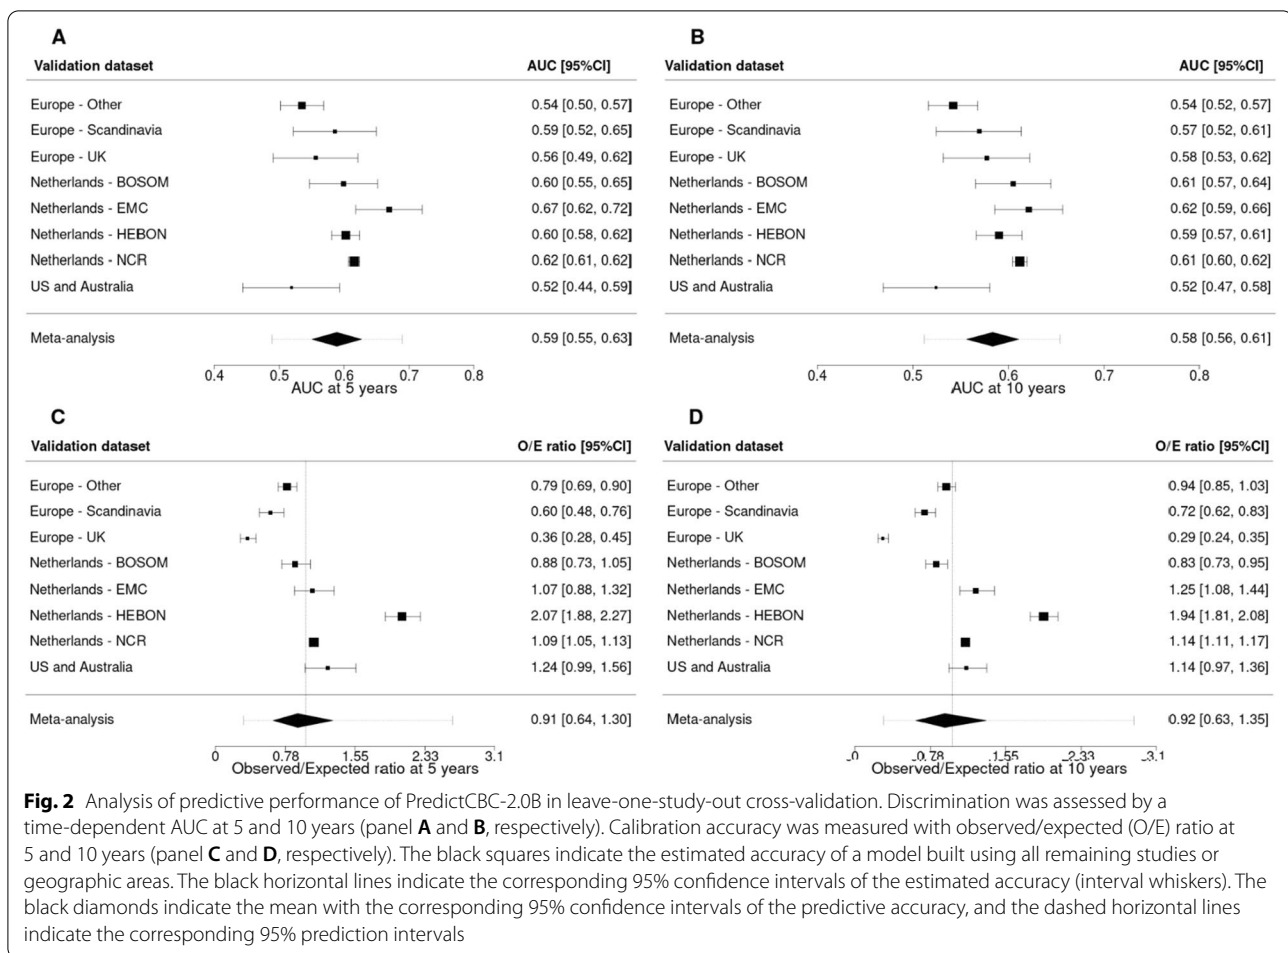 A
Validation dataset AUC [95%CI]
Europe - Other 0.54 [0.50, 0.57]
Europe - Scandinavia 0.59 [0.52, 0.65]
Europe - UK 0.56 [0.49, 0.62]
Netherlands - BOSOM 0.60 [0.55, 0.65]
Netherlands - EMC 0.67 [0.62, 0.72]
Netherlands - HEBON 0.60 [0.58, 0.62]
Netherlands - NCR 0.62 [0.61, 0.62]
US and Australia 0.52 [0.44, 0.59]
Meta-analysis 0.59 [0.55, 0.63]
0.4 0.5 0.6 0.7 0.8
AUC at 5 years
B
Validation dataset AUC [95%CI]
Europe - Other 0.54 [0.52, 0.57]
Europe - Scandinavia 0.57 [0.52, 0.61]
Europe - UK 0.58 [0.53, 0.62]
Netherlands - BOSOM 0.61 [0.57, 0.64]
Netherlands - EMC 0.62 [0.59, 0.66]
Netherlands - HEBON 0.59 [0.57, 0.61]
Netherlands - NCR 0.61 [0.60, 0.62]
US and Australia 0.52 [0.47, 0.58]
Meta-analysis 0.58 [0.56, 0.61]
0.4 0.5 0.6 0.7 0.8
AUC at 10 years
C
Validation dataset O/E ratio [95%CI]
Europe - Other 0.79 [0.69, 0.90]
Europe - Scandinavia 0.60 [0.48, 0.76]
Europe - UK 0.36 [0.28, 0.45]
Netherlands - BOSOM 0.88 [0.73, 1.05]
Netherlands - EMC 1.07 [0.88, 1.32]
Netherlands - HEBON 2.07 [1.88, 2.27]
Netherlands - NCR 1.09 [1.05, 1.13]
US and Australia 1.24 [0.99, 1.56]
Meta-analysis 0.91 [0.64, 1.30]
0 0.78 1.55 2.33 3.1
Observed/Expected ratio at 5 years
D
Validation dataset O/E ratio [95%CI]
Europe - Other 0.94 [0.85, 1.03]
Europe - Scandinavia 0.72 [0.62, 0.83]
Europe - UK 0.29 [0.24, 0.35]
Netherlands - BOSOM 0.83 [0.73, 0.95]
Netherlands - EMC 1.25 [1.08, 1.44]
Netherlands - HEBON 1.94 [1.81, 2.08]
Netherlands - NCR 1.14 [1.11, 1.17]
US and Australia 1.14 [0.97, 1.36]
Meta-analysis 0.92 [0.63, 1.35]
0 0.78 1.55 2.33 3.1
Observed/Expected ratio at 10 years
Fig. 2 Analysis of predictive performance of PredictCBC-2.0B in leave-one-study-out cross-validation. Discrimination was assessed by a
time-dependent AUC at 5 and 10 years (panel A and B, respectively). Calibration accuracy was measured with observed/expected (O/E) ratio at
5 and 10 years (panel C and D, respectively). The black squares indicate the estimated accuracy of a model built using all remaining studies or
geographic areas. The black horizontal lines indicate the corresponding 95% confidence intervals of the estimated accuracy (interval whiskers). The
black diamonds indicate the mean with the corresponding 95% confidence intervals of the predictive accuracy, and the dashed horizontal lines
indicate the corresponding 95% prediction intervals